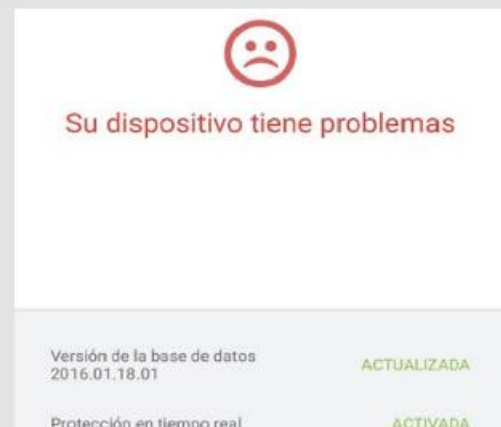 Su dispositivo tiene problemas
Versión de la base de datos
2016.01.18.01
ACTUALIZADA
Protección en tiempo real
ACTIVADA